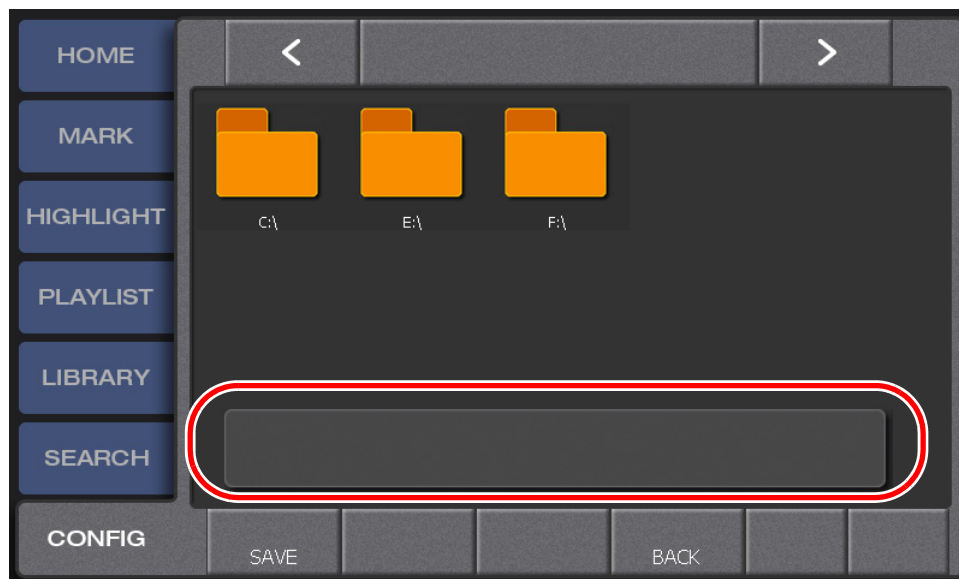 HOME
<
>
MARK
HIGHLIGHT
PLAYLIST
LIBRARY
SEARCH
CONFIG
C:\
E:\
F:\
SAVE
BACK